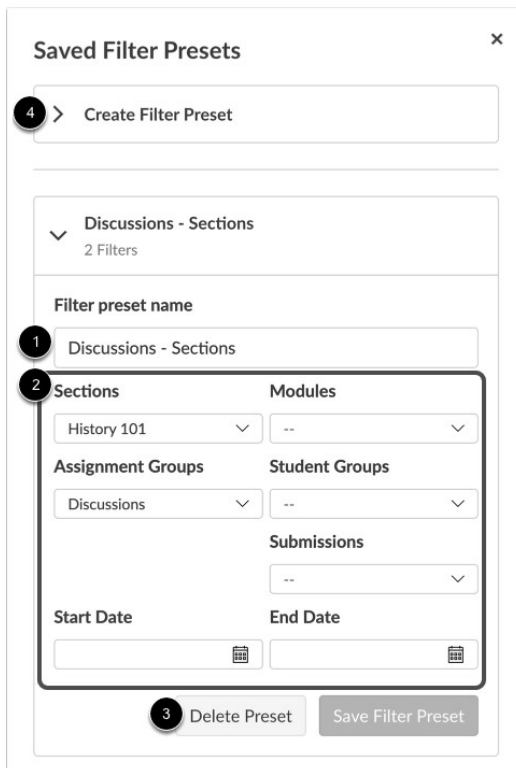 Saved Filter Presets
4 Create Filter Preset
Discussions - Sections
2 Filters
Filter preset name
1 Discussions - Sections
2 Sections Modules
History 101 --
Assignment Groups Student Groups
Discussions --
Submissions
--
Start Date End Date
3 Delete Preset Save Filter Preset